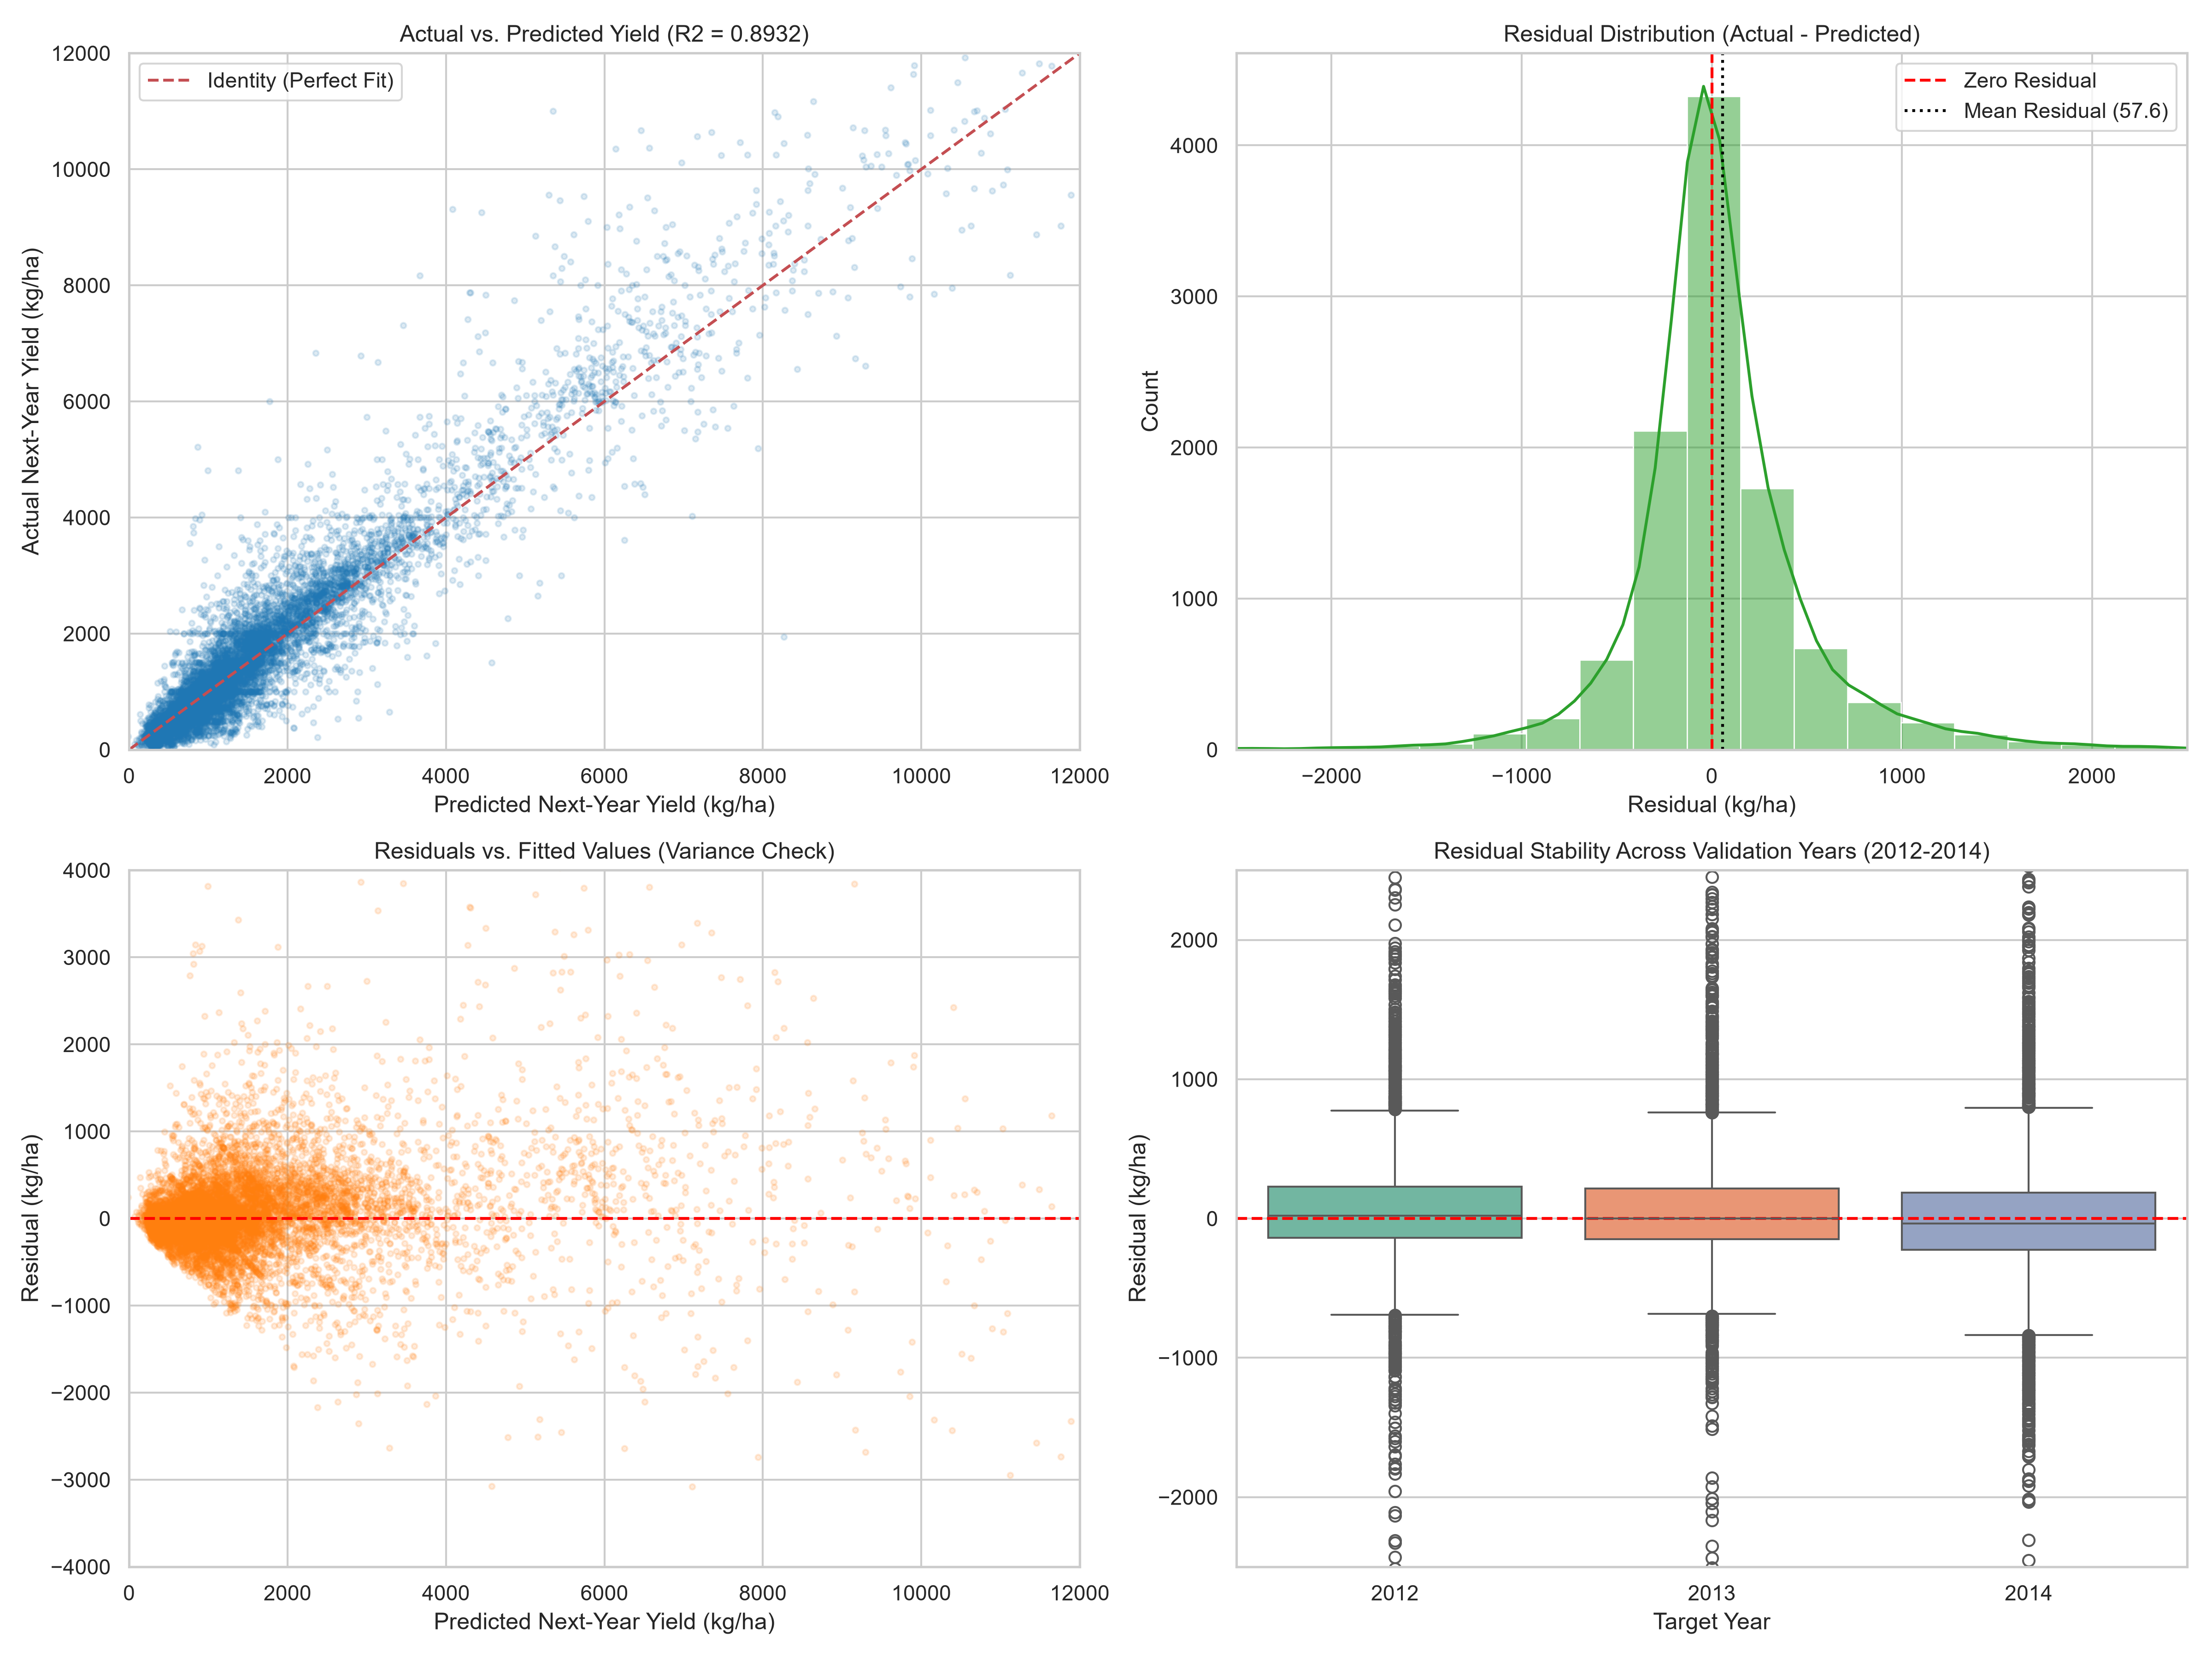 Actual vs. Predicted Yield (R2 = 0.8932)
Identity (Perfect Fit)
12000
10000
8000
6000
4000
2000
0
Actual Next-Year Yield (kg/ha)
0 2000 4000 6000 8000 10000 12000
Predicted Next-Year Yield (kg/ha)
Residual Distribution (Actual - Predicted)
Zero Residual
Mean Residual (57.6)
4000
3000
2000
1000
0
Count
−2000 −1000 0 1000 2000
Residual (kg/ha)
Residuals vs. Fitted Values (Variance Check)
4000
3000
2000
1000
0
−1000
−2000
−3000
−4000
Residual (kg/ha)
0 2000 4000 6000 8000 10000 12000
Predicted Next-Year Yield (kg/ha)
Residual Stability Across Validation Years (2012-2014)
2000
1000
0
−1000
−2000
Residual (kg/ha)
2012 2013 2014
Target Year